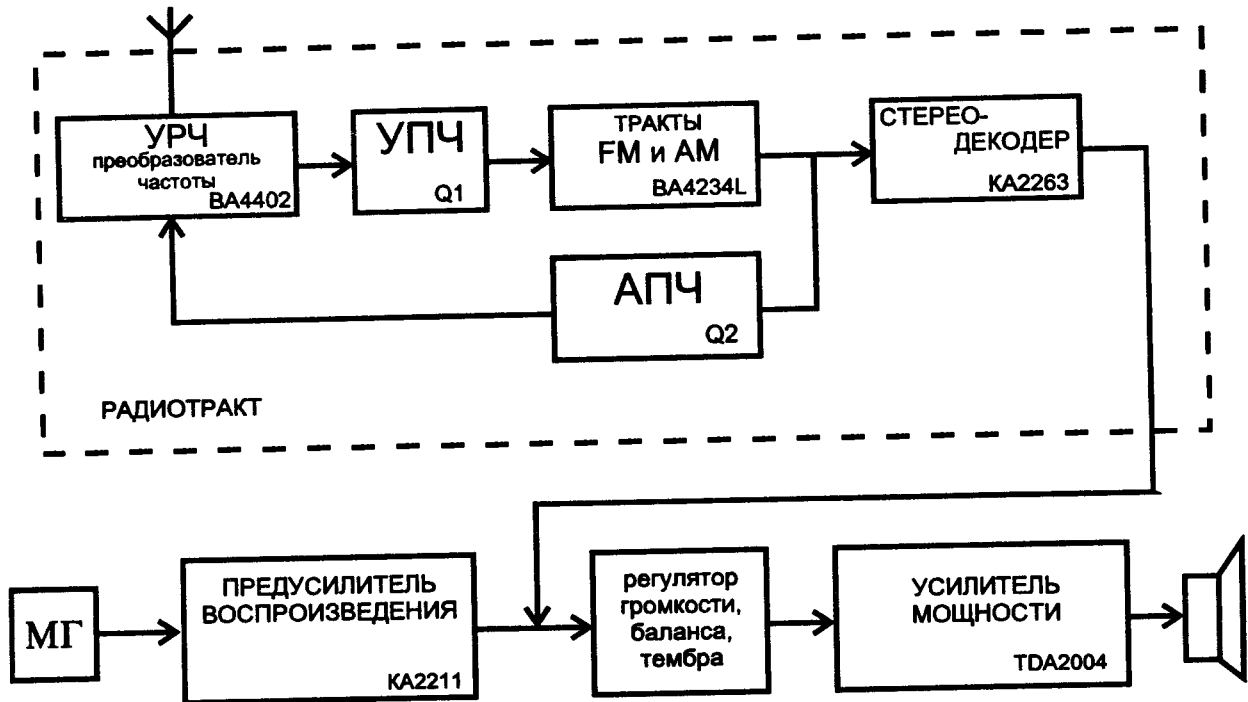 УРЧ
преобразователь
частоты
BA4402
УПЧ
Q1
ТРАКТЫ
FM и AM
BA4234L
СТЕРЕО-
ДЕКОДЕР
KA2263
АПЧ
Q2
РАДИОТРАКТ
МГ
ПРЕДУСИЛИТЕЛЬ
ВОСПРОИЗВЕДЕНИЯ
KA2211
регулятор
громкости,
баланса,
тембра
УСИЛИТЕЛЬ
МОЩНОСТИ
TDA2004